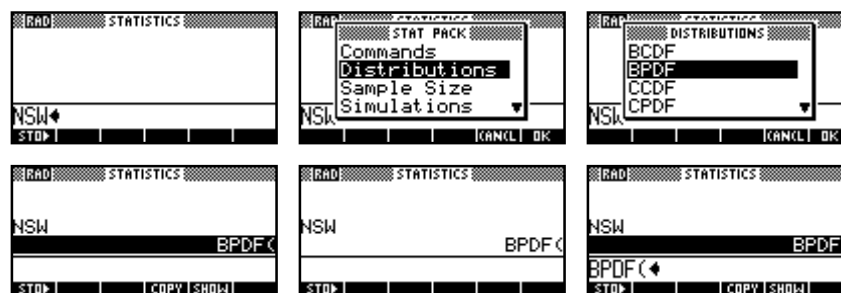 RAD STATISTICS
NSW
STO▶
RAD
STAT PACK
Commands
Distributions
Sample Size
Simulations
NSW
CANCL OK
RAD
DISTRIBUTIONS
BCDF
BPDF
CCDF
CPDF
NSW
CANCL OK
RAD STATISTICS
NSW
BPDF(
STO▶ COPY SHOW
RAD STATISTICS
NSW
BPDF(
STO▶
RAD STATISTICS
NSW
BPDF
BPDF(
STO▶ COPY SHOW